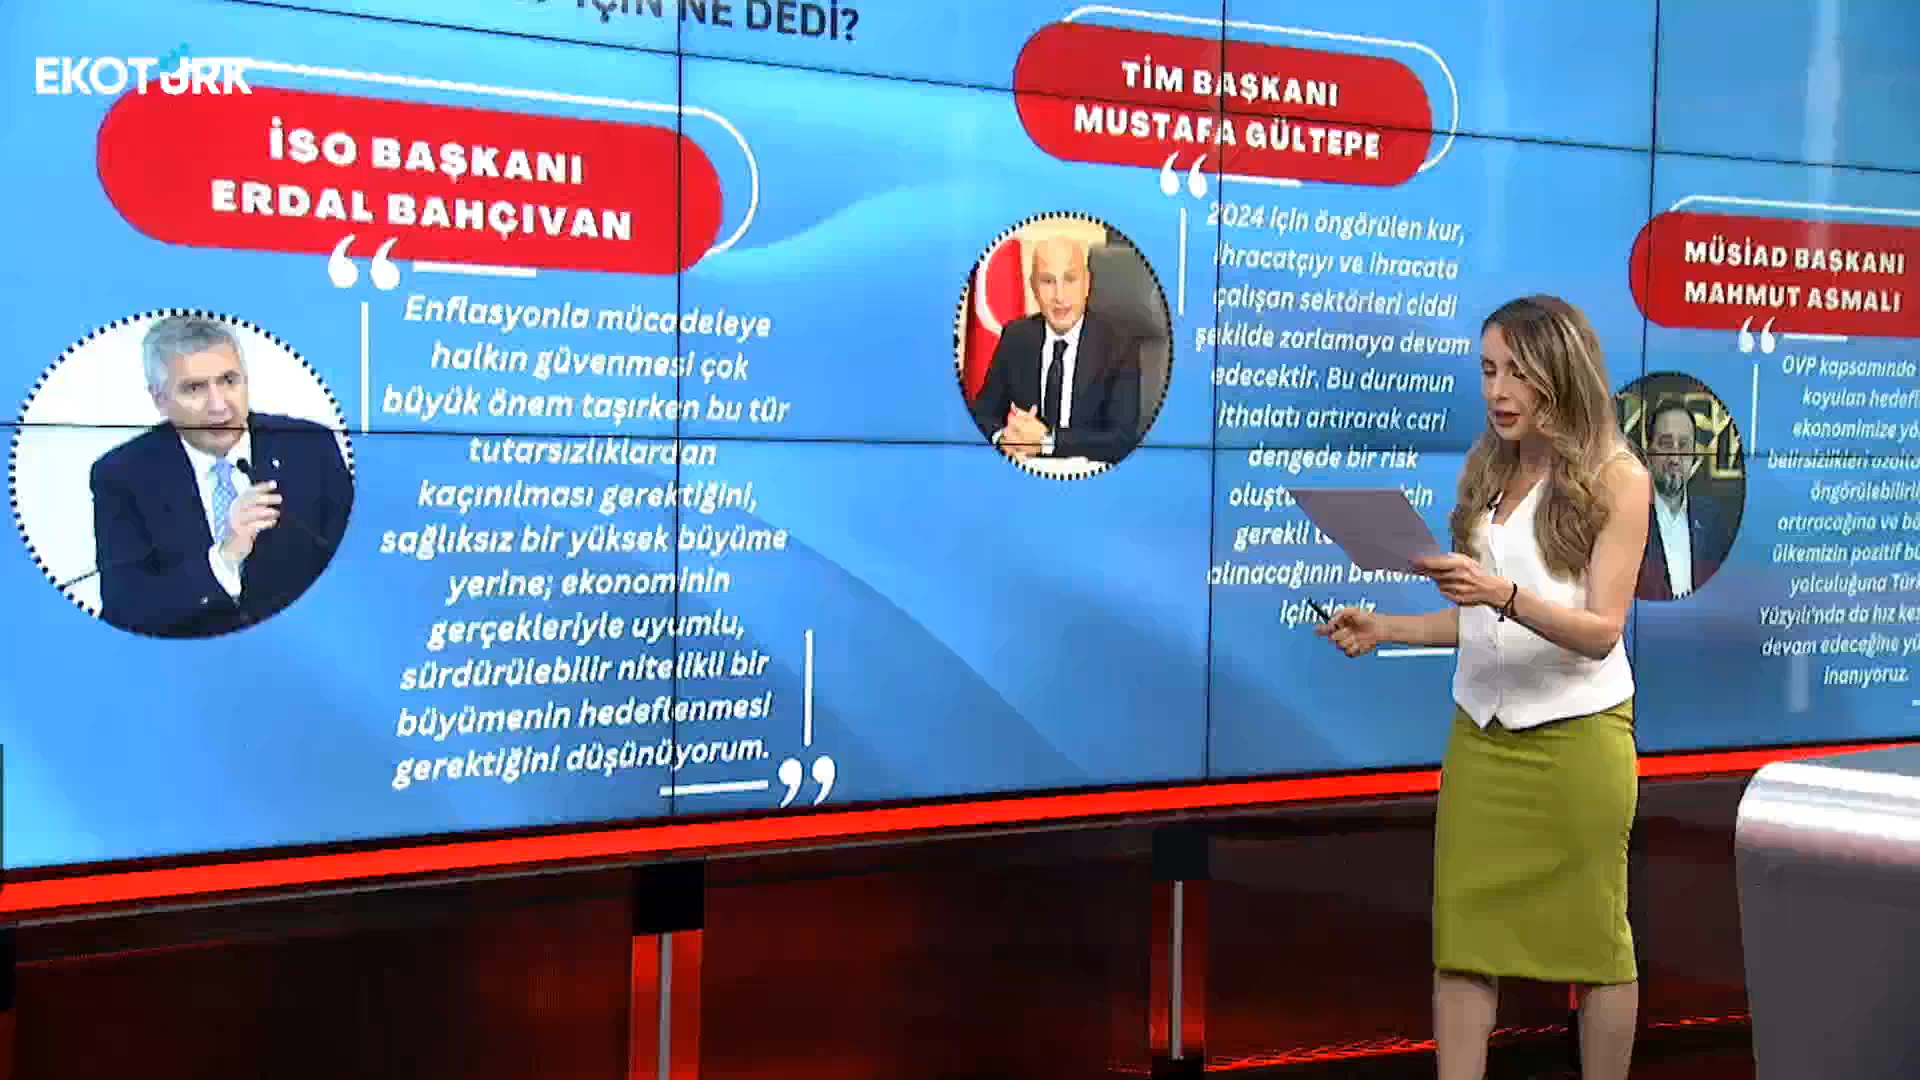 İÇİN NE DEDİ?
EKOTÜRK
İSO BAŞKANI
ERDAL BAHÇIVAN
Enflasyonla mücadeleye
halkın güvenmesi çok
büyük önem taşırken bu tür
tutarsızlıklardan
kaçınılması gerektiğini,
sağlıksız bir yüksek büyüme
yerine; ekonominin
gerçekleriyle uyumlu,
sürdürülebilir nitelikli bir
büyümenin hedeflenmesi
gerektiğini düşünüyorum.
TİM BAŞKANI
MUSTAFA GÜLTEPE
2024 için öngörülen kur,
ihracatçıyı ve ihracata
çalışan sektörleri ciddi
şekilde zorlamaya devam
edecektir. Bu durumun
ithalatı artırarak cari
dengede bir risk
gerekli
alınacağının
içindeyiz
MÜSİAD BAŞKANI
MAHMUT ASMALI
OVP kapsamında
koyulan
ekonomimize
belirsizlikleri
artıracağına ve
ülkemizin pozitif
yolculuğuna
Yüzyılı'nda da hız
devam edeceğine
inanıyoruz.